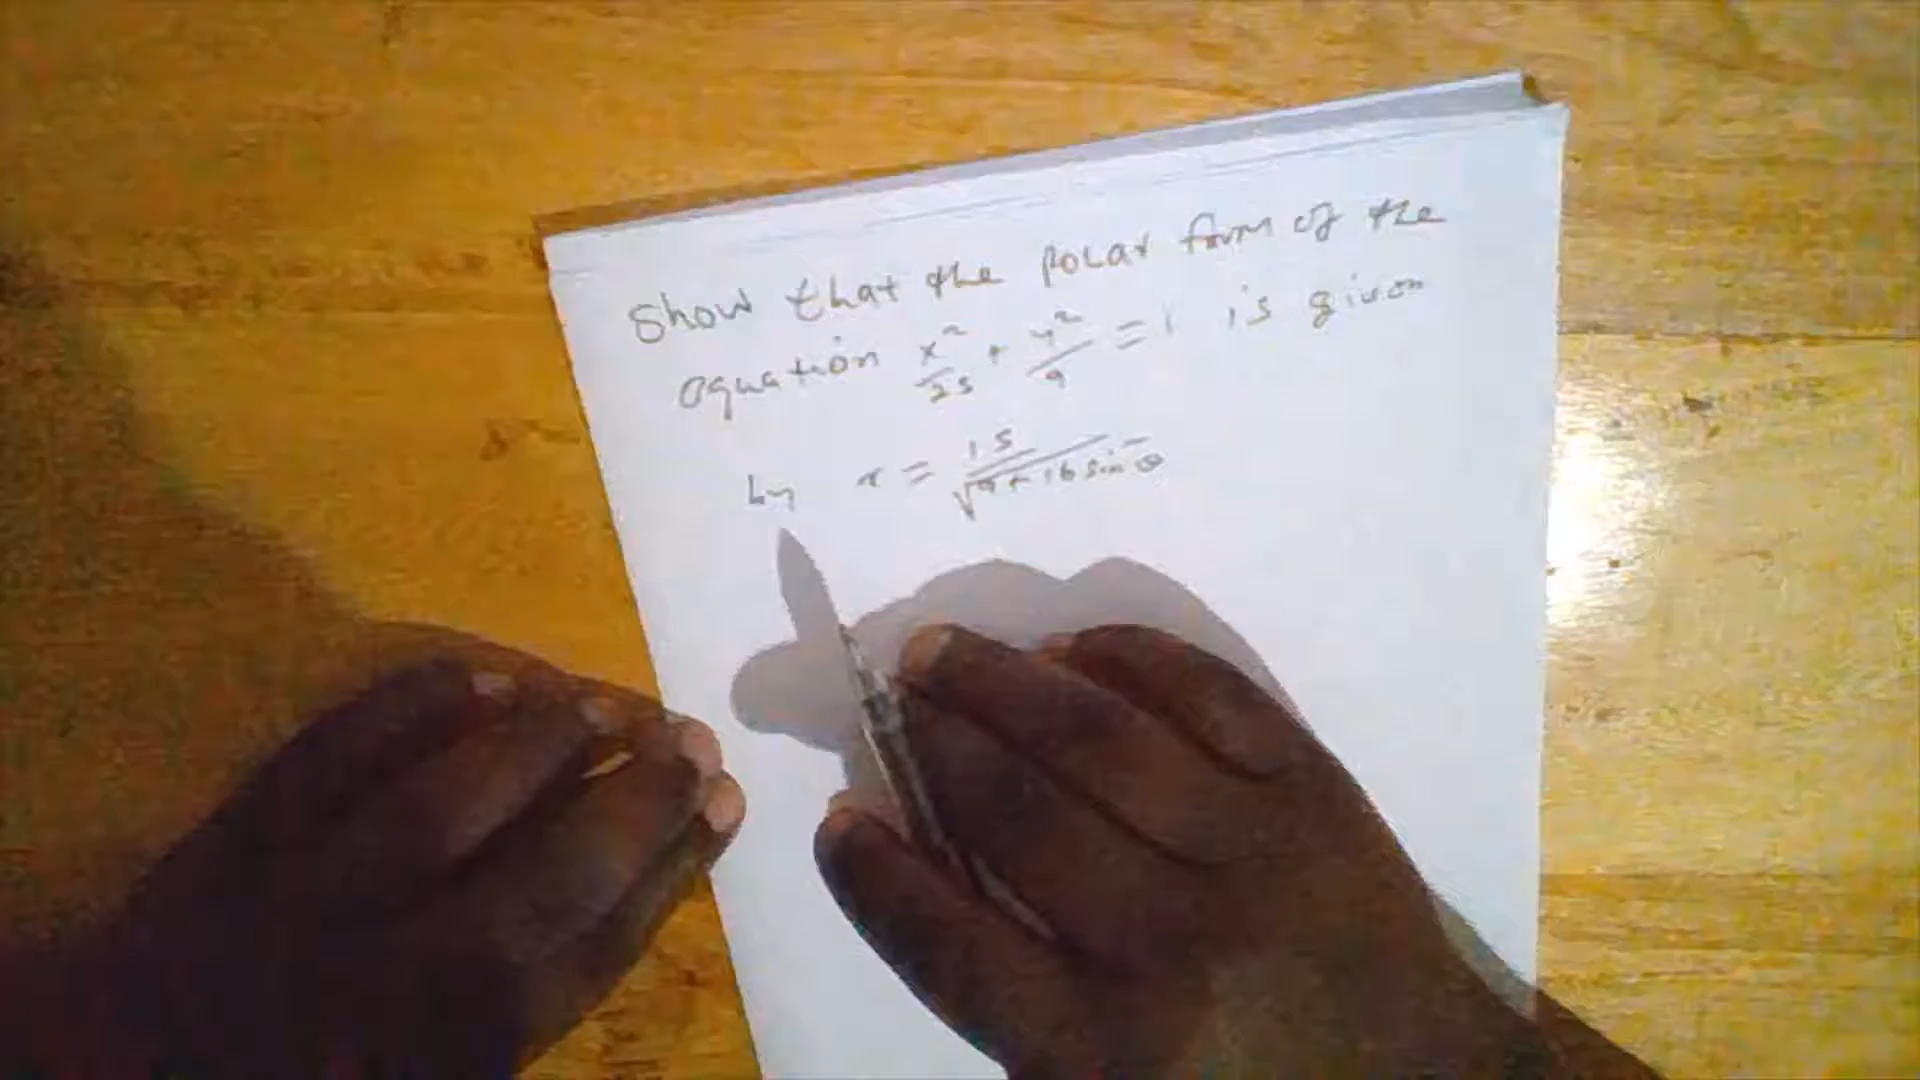 Show that the polar form of the
equation x²/25 + y²/9 = 1 is given
by r = 15/√(9+16 sin²θ)